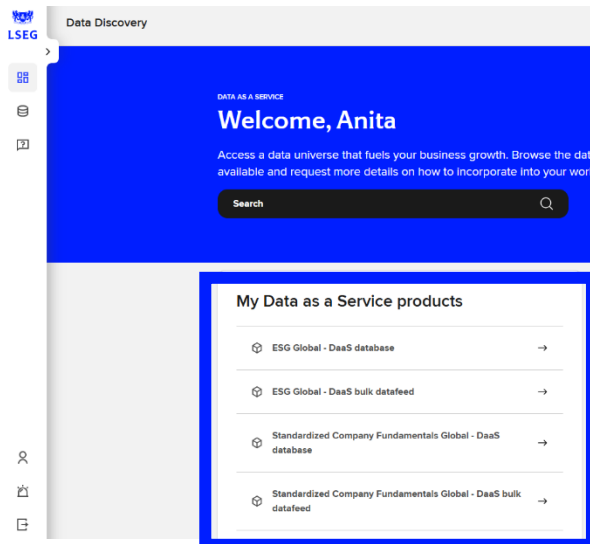 LSEG
Data Discovery
DATA AS A SERVICE
Welcome, Anita
Access a data universe that fuels your business growth. Browse the dat
available and request more details on how to incorporate into your wor
Search
My Data as a Service products
ESG Global - DaaS database
ESG Global - DaaS bulk datafeed
Standardized Company Fundamentals Global - DaaS
database
Standardized Company Fundamentals Global - DaaS bulk
datafeed